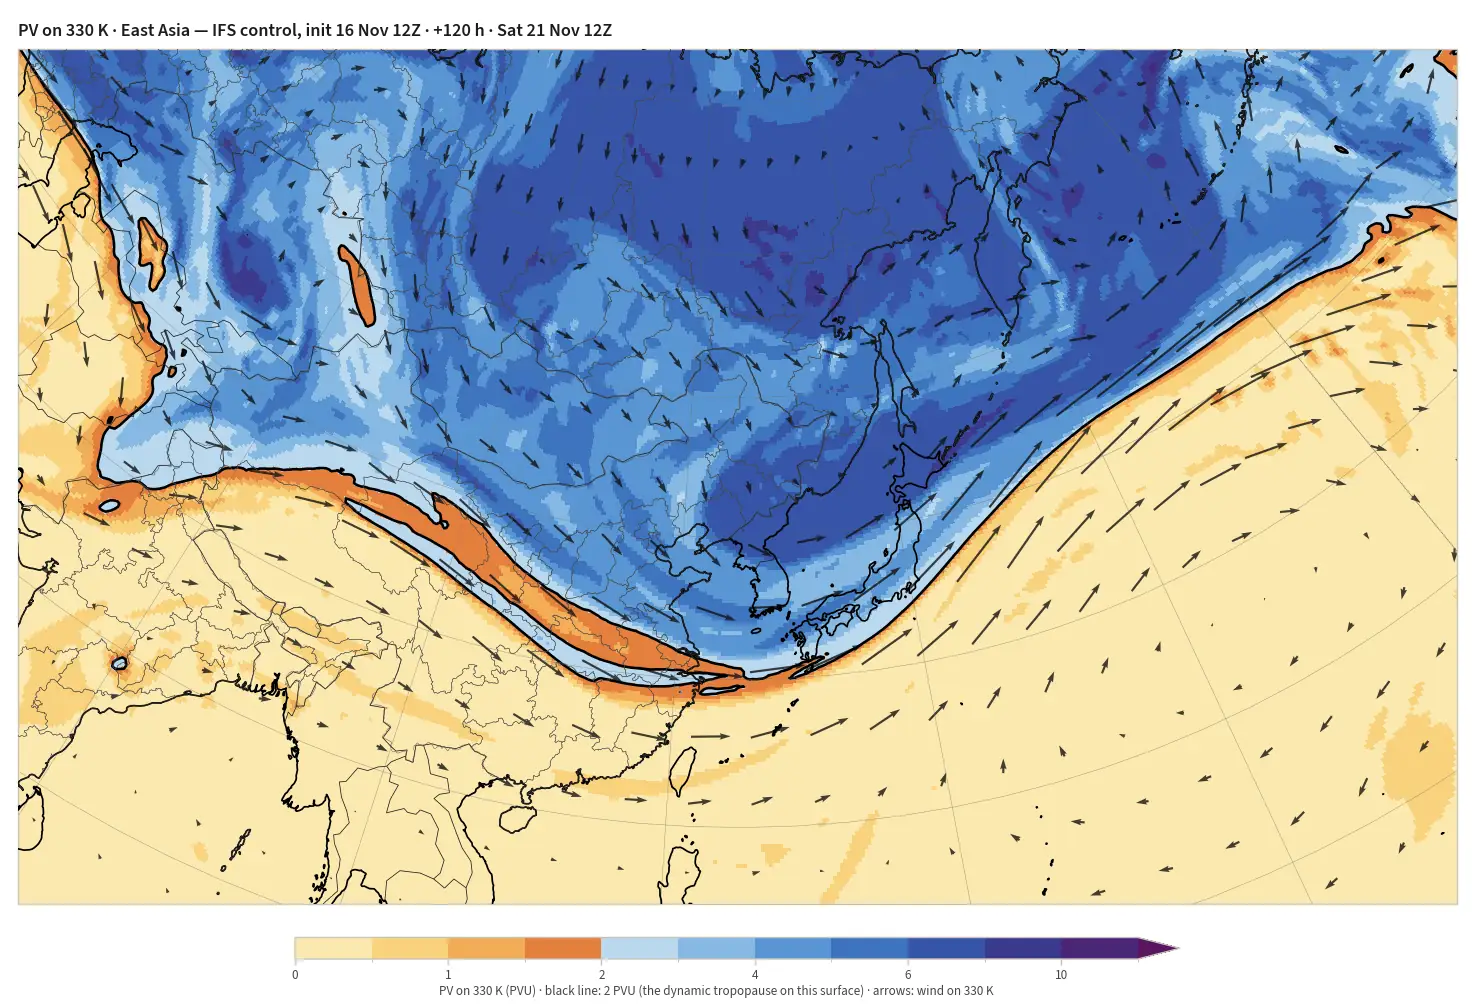 PV on 330 K · East Asia — IFS control, init 16 Nov 12Z · +120 h · Sat 21 Nov 12Z
0 1 2 4 6 10
PV on 330 K (PVU) · black line: 2 PVU (the dynamic tropopause on this surface) · arrows: wind on 330 K